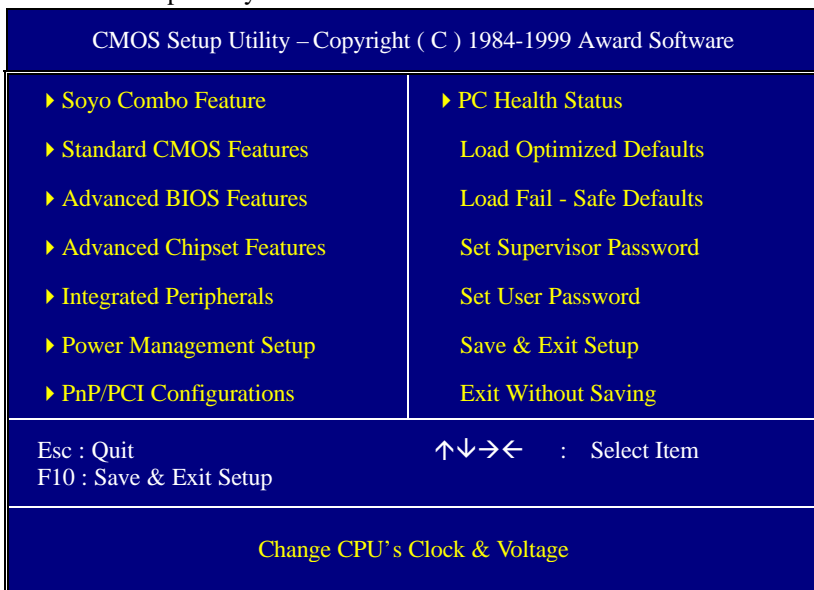 CMOS Setup Utility – Copyright ( C ) 1984-1999 Award Software
Soyo Combo Feature
Standard CMOS Features
Advanced BIOS Features
Advanced Chipset Features
Integrated Peripherals
Power Management Setup
PnP/PCI Configurations
PC Health Status
Load Optimized Defaults
Load Fail - Safe Defaults
Set Supervisor Password
Set User Password
Save & Exit Setup
Exit Without Saving
Esc : Quit
F10 : Save & Exit Setup
↑↓→← : Select Item
Change CPU's Clock & Voltage